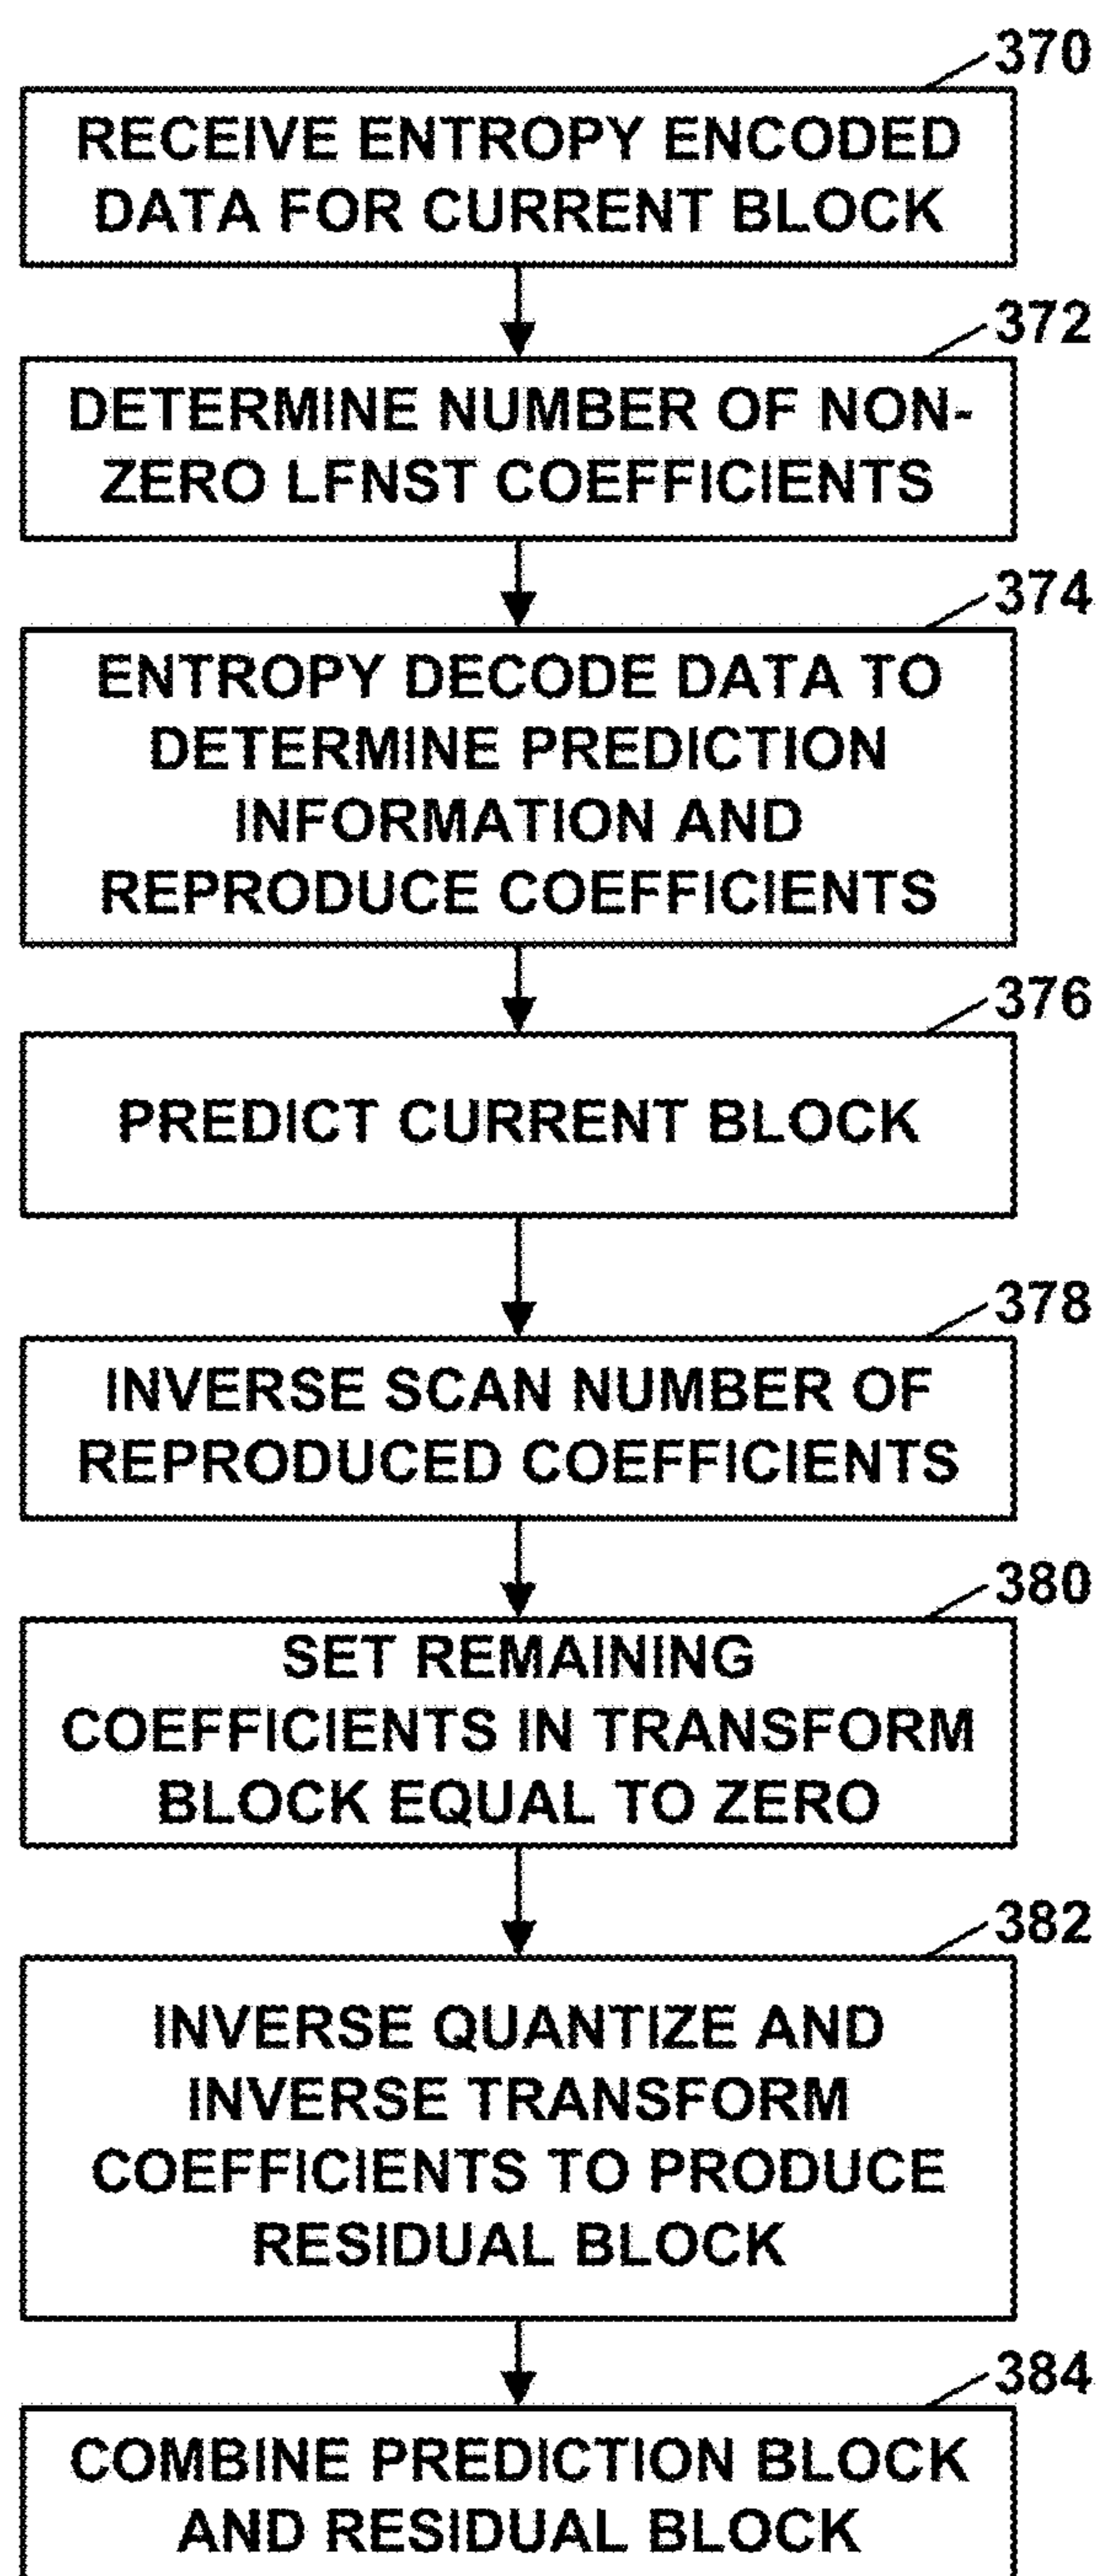 370
RECEIVE ENTROPY ENCODED
DATA FOR CURRENT BLOCK
372
DETERMINE NUMBER OF NON-
ZERO LFNST COEFFICIENTS
374
ENTROPY DECODE DATA TO
DETERMINE PREDICTION
INFORMATION AND
REPRODUCE COEFFICIENTS
376
PREDICT CURRENT BLOCK
378
INVERSE SCAN NUMBER OF
REPRODUCED COEFFICIENTS
380
SET REMAINING
COEFFICIENTS IN TRANSFORM
BLOCK EQUAL TO ZERO
382
INVERSE QUANTIZE AND
INVERSE TRANSFORM
COEFFICIENTS TO PRODUCE
RESIDUAL BLOCK
384
COMBINE PREDICTION BLOCK
AND RESIDUAL BLOCK